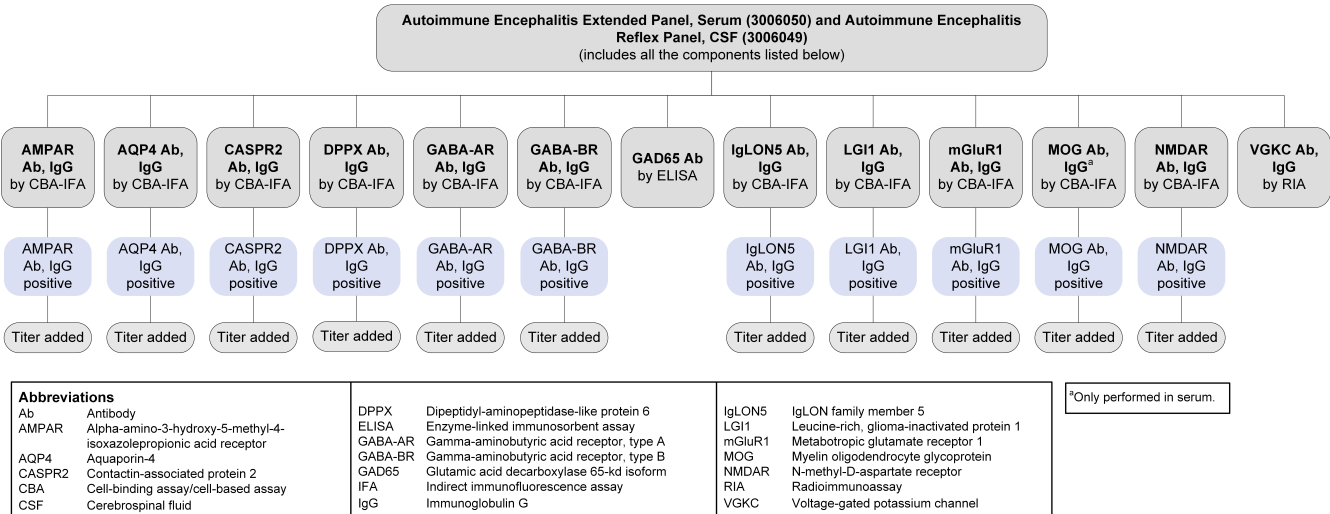 Autoimmune Encephalitis Extended Panel, Serum (3006050) and Autoimmune Encephalitis
Reflex Panel, CSF (3006049)
(includes all the components listed below)
AMPAR
Ab, IgG
by CBA-IFA
AQP4 Ab,
IgG
by CBA-IFA
CASPR2
Ab, IgG
by CBA-IFA
DPPX Ab,
IgG
by CBA-IFA
GABA-AR
Ab, IgG
by CBA-IFA
GABA-BR
Ab, IgG
by CBA-IFA
GAD65 Ab
by ELISA
IgLON5 Ab,
IgG
by CBA-IFA
LGI1 Ab,
IgG
by CBA-IFA
mGluR1
Ab, IgG
by CBA-IFA
MOG Ab,
IgGa
by CBA-IFA
NMDAR
Ab, IgG
by CBA-IFA
VGKC Ab,
IgG
by RIA
AMPAR
Ab, IgG
positive
AQP4 Ab,
IgG
positive
CASPR2
Ab, IgG
positive
DPPX Ab,
IgG
positive
GABA-AR
Ab, IgG
positive
GABA-BR
Ab, IgG
positive
IgLON5
Ab, IgG
positive
LGI1 Ab,
IgG
positive
mGluR1
Ab, IgG
positive
MOG Ab,
IgG
positive
NMDAR
Ab, IgG
positive
Titer added
Titer added
Titer added
Titer added
Titer added
Titer added
Titer added
Titer added
Titer added
Titer added
Titer added
Abbreviations
Ab Antibody
AMPAR Alpha-amino-3-hydroxy-5-methyl-4-
isoxazolepropionic acid receptor
AQP4 Aquaporin-4
CASPR2 Contactin-associated protein 2
CBA Cell-binding assay/cell-based assay
CSF Cerebrospinal fluid
DPPX Dipeptidyl-aminopeptidase-like protein 6
ELISA Enzyme-linked immunosorbent assay
GABA-AR Gamma-aminobutyric acid receptor, type A
GABA-BR Gamma-aminobutyric acid receptor, type B
GAD65 Glutamic acid decarboxylase 65-kd isoform
IFA Indirect immunofluorescence assay
IgG Immunoglobulin G
IgLON5 IgLON family member 5
LGI1 Leucine-rich, glioma-inactivated protein 1
mGluR1 Metabotropic glutamate receptor 1
MOG Myelin oligodendrocyte glycoprotein
NMDAR N-methyl-D-aspartate receptor
RIA Radioimmunoassay
VGKC Voltage-gated potassium channel
aOnly performed in serum.